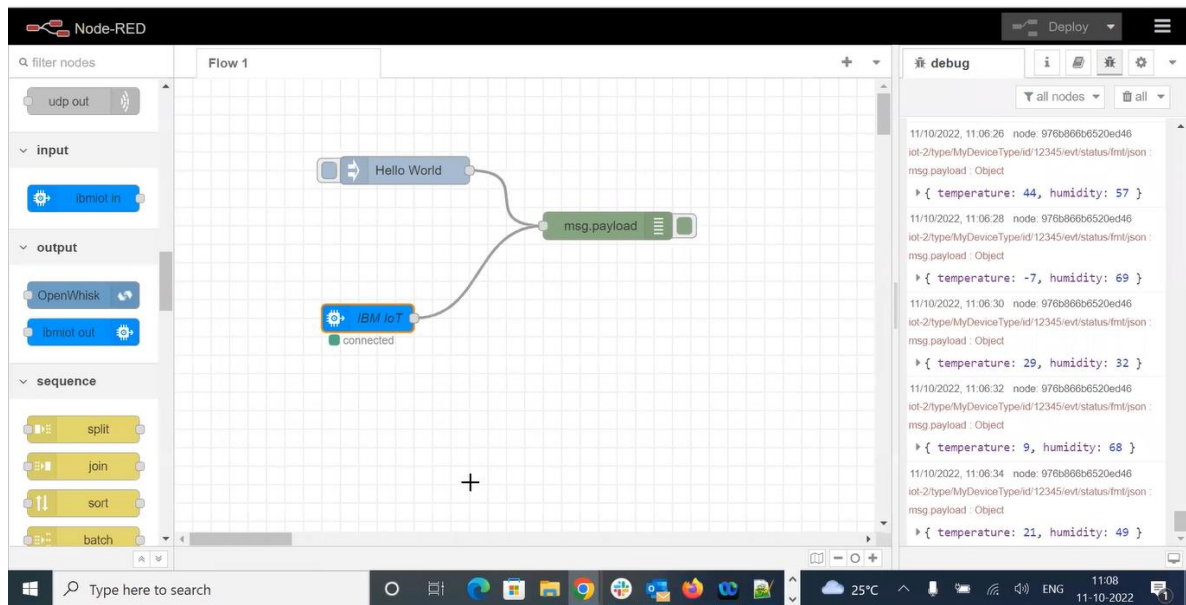 Node-RED
Deploy
filter nodes
Flow 1
debug
i
all nodes
all
udp out
input
ibmiot in
output
OpenWhisk
ibmiot out
sequence
split
join
sort
batch
Hello World
msg.payload
IBM IoT
connected
11/10/2022, 11:06:26 node: 976b866b6520ed46
iot-2/type/MyDeviceType/id/12345/evt/status/fmt/json :
msg.payload : Object
{ temperature: 44, humidity: 57 }
11/10/2022, 11:06:28 node: 976b866b6520ed46
iot-2/type/MyDeviceType/id/12345/evt/status/fmt/json :
msg.payload : Object
{ temperature: -7, humidity: 69 }
11/10/2022, 11:06:30 node: 976b866b6520ed46
iot-2/type/MyDeviceType/id/12345/evt/status/fmt/json :
msg.payload : Object
{ temperature: 29, humidity: 32 }
11/10/2022, 11:06:32 node: 976b866b6520ed46
iot-2/type/MyDeviceType/id/12345/evt/status/fmt/json :
msg.payload : Object
{ temperature: 9, humidity: 68 }
11/10/2022, 11:06:34 node: 976b866b6520ed46
iot-2/type/MyDeviceType/id/12345/evt/status/fmt/json :
msg.payload : Object
{ temperature: 21, humidity: 49 }
Type here to search
25°C
ENG
11:08
11-10-2022